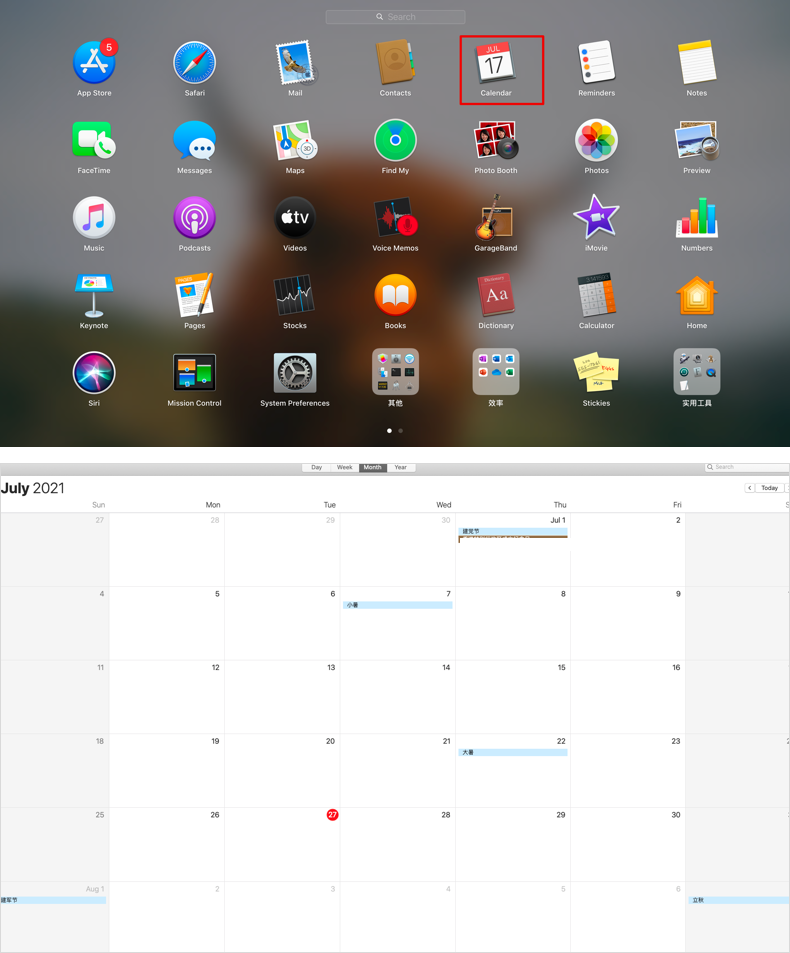 Search
5
JUL
17
App Store
Safari
Mail
Contacts
Calendar
Reminders
Notes
3D
FaceTime
Messages
Maps
Find My
Photo Booth
Photos
Preview
tv
Music
Podcasts
Videos
Voice Memos
GarageBand
iMovie
Numbers
Aa
Keynote
Pages
Stocks
Books
Dictionary
Calculator
Home
Siri
Mission Control
System Preferences
其他
效率
Stickies
实用工具
Day Week Month Year
Search
July 2021
Today
Sun Mon Tue Wed Thu Fri S
27 28 29 30 Jul 1 2
建党节
4 5 6 7 8 9
小暑
11 12 13 14 15 16
18 19 20 21 22 23
大暑
25 26 27 28 29 30
Aug 1 2 3 4 5 6
建军节
立秋